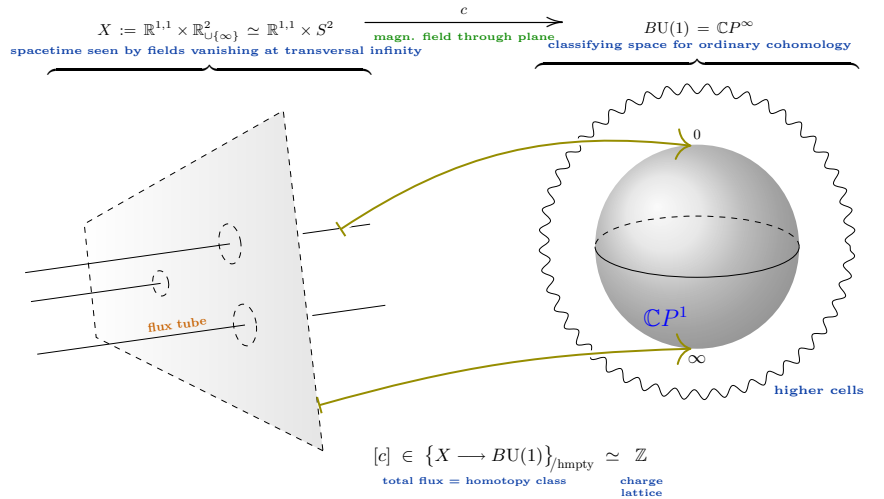 X := ℝ^{1,1} × ℝ²_{∪{∞}} ≃ ℝ^{1,1} × S²
spacetime seen by fields vanishing at transversal infinity
c
magn. field through plane
BU(1) = ℂP^∞
classifying space for ordinary cohomology
0
flux tube
ℂP¹
∞
higher cells
[c] ∈ {X ⟶ BU(1)}_{/hmpty} ≃ ℤ
total flux = homotopy class
charge
lattice